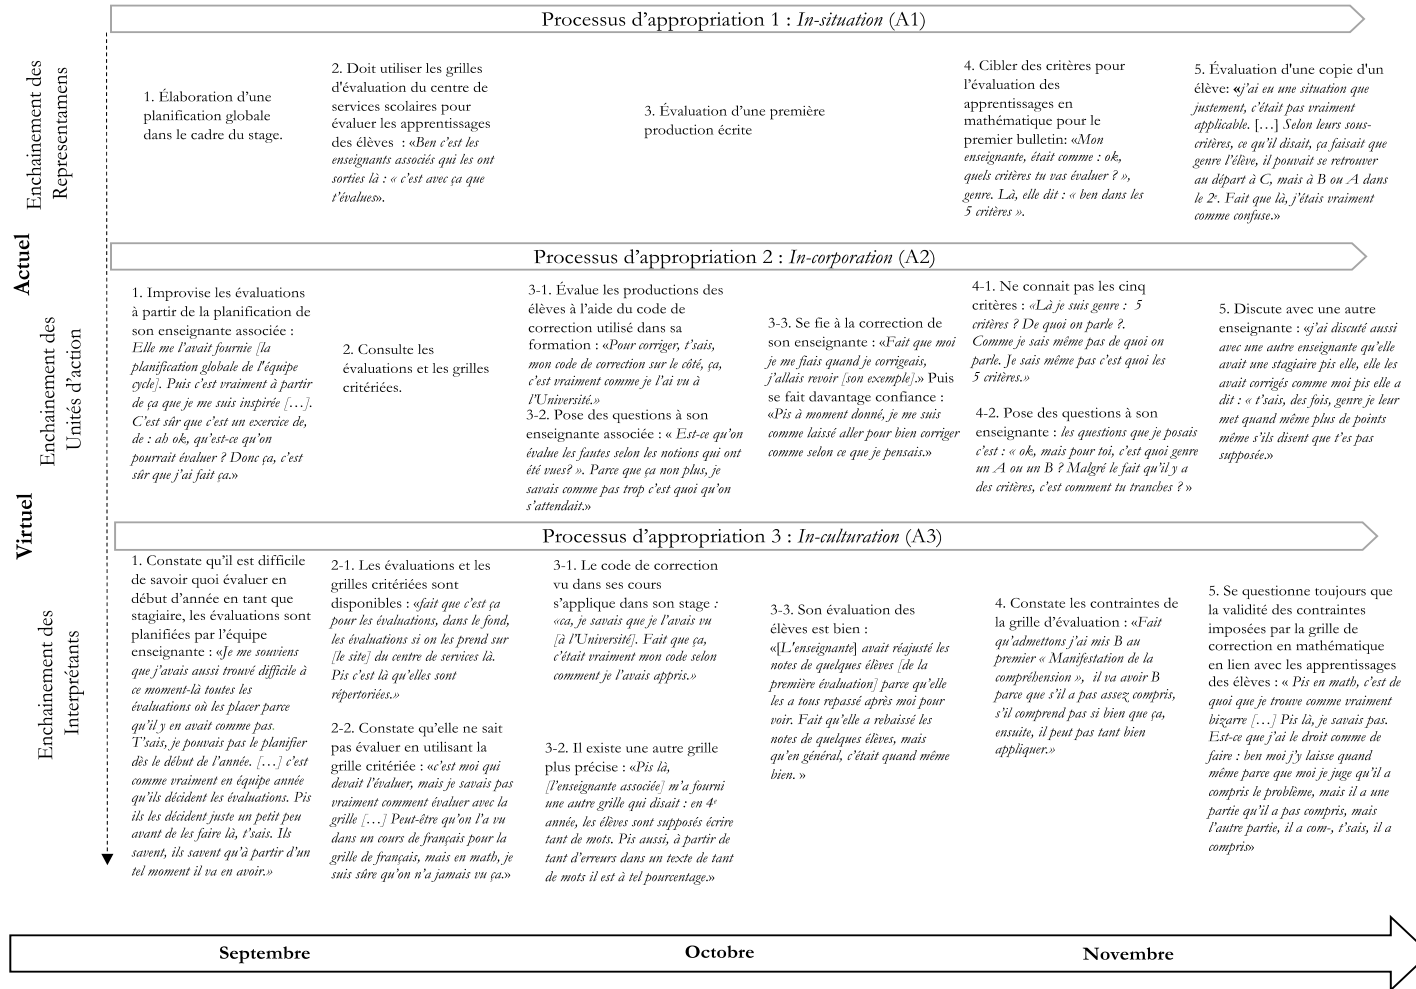 Processus d'appropriation 1 : In-situation (A1)
Enchainement des
Representamens
1. Élaboration d'une
planification globale
dans le cadre du stage.
2. Doit utiliser les grilles
d'évaluation du centre de
services scolaires pour
évaluer les apprentissages
des élèves  : «Ben c'est les
enseignants associés qui les ont
sorties là : « c'est avec ça que
t'évalues».
3. Évaluation d'une première
production écrite
4. Cibler des critères pour
l'évaluation des
apprentissages en
mathématique pour le
premier bulletin: «Mon
enseignante, était comme : ok,
quels critères tu vas évaluer ? »,
genre. Là, elle dit : « ben dans les
5 critères ».
5. Évaluation d'une copie d'un
élève: «j'ai eu une situation que
justement, c'était pas vraiment
applicable. […] Selon leurs sous-
critères, ce qu'il disait, ça faisait que
genre l'élève, il pouvait se retrouver
au départ à C, mais à B ou A dans
le 2e. Fait que là, j'étais vraiment
comme confuse.»
Actuel
Processus d'appropriation 2 : In-corporation (A2)
Enchainement des
Unités d'action
1. Improvise les évaluations
à partir de la planification de
son enseignante associée :
Elle me l'avait fournie [la
planification globale de l'équipe
cycle]. Puis c'est vraiment à partir
de ça que je me suis inspirée […].
C'est sûr que c'est un exercice de,
de : ah ok, qu'est-ce qu'on
pourrait évaluer ? Donc ça, c'est
sûr que j'ai fait ça.»
2. Consulte les
évaluations et les grilles
critériées.
3-1. Évalue les productions des
élèves à l'aide du code de
correction utilisé dans sa
formation : «Pour corriger, t'sais,
mon code de correction sur le côté, ça,
c'est vraiment comme je l'ai vu à
l'Université.»
3-2. Pose des questions à son
enseignante associée : « Est-ce qu'on
évalue les fautes selon les notions qui ont
été vues? ». Parce que ça non plus, je
savais comme pas trop c'est quoi qu'on
s'attendait.»
3-3. Se fie à la correction de
son enseignante : «Fait que moi
je me fiais quand je corrigeais,
j'allais revoir [son exemple].» Puis
se fait davantage confiance :
«Pis à moment donné, je me suis
comme laissé aller pour bien corriger
comme selon ce que je pensais.»
4-1. Ne connait pas les cinq
critères : «Là je suis genre :  5
critères ? De quoi on parle ?.
Comme je sais même pas de quoi on
parle. Je sais même pas c'est quoi les
5 critères.»
4-2. Pose des questions à son
enseignante : les questions que je posais
c'est : « ok, mais pour toi, c'est quoi genre
un A ou un B ? Malgré le fait qu'il y a
des critères, c'est comment tu tranches ? »
5. Discute avec une autre
enseignante : «j'ai discuté aussi
avec une autre enseignante qu'elle
avait une stagiaire pis elle, elle les
avait corrigés comme moi pis elle a
dit : « t'sais, des fois, genre je leur
met quand même plus de points
même s'ils disent que t'es pas
supposée.»
Virtuel
Processus d'appropriation 3 : In-culturation (A3)
Enchainement des
Interprétants
1. Constate qu'il est difficile
de savoir quoi évaluer en
début d'année en tant que
stagiaire, les évaluations sont
planifiées par l'équipe
enseignante : «Je me souviens
que j'avais aussi trouvé difficile à
ce moment-là toutes les
évaluations où les placer parce
qu'il y en avait comme pas.
T'sais, je pouvais pas le planifier
dès le début de l'année. […] c'est
comme vraiment en équipe année
qu'ils décident les évaluations. Pis
ils les décident juste un petit peu
avant de les faire là, t'sais. Ils
savent, ils savent qu'à partir d'un
tel moment il va en avoir.»
2-1. Les évaluations et les
grilles critériées sont
disponibles : «fait que c'est ça
pour les évaluations, dans le fond,
les évaluations si on les prend sur
[le site] du centre de services là.
Pis c'est là qu'elles sont
répertoriées.»
2-2. Constate qu'elle ne sait
pas évaluer en utilisant la
grille critériée : «c'est moi qui
devait l'évaluer, mais je savais pas
vraiment comment évaluer avec la
grille […] Peut-être qu'on l'a vu
dans un cours de français pour la
grille de français, mais en math, je
suis sûre qu'on n'a jamais vu ça.»
3-1. Le code de correction
vu dans ses cours
s'applique dans son stage :
«ca, je savais que je l'avais vu
[à l'Université]. Fait que ça,
c'était vraiment mon code selon
comment je l'avais appris.»
3-2. Il existe une autre grille
plus précise : «Pis là,
[l'enseignante associée] m'a fourni
une autre grille qui disait : en 4e
année, les élèves sont supposés écrire
tant de mots. Pis aussi, à partir de
tant d'erreurs dans un texte de tant
de mots il est à tel pourcentage.»
3-3. Son évaluation des
élèves est bien :
«[L'enseignante] avait réajusté les
notes de quelques élèves [de la
première évaluation] parce qu'elle
les a tous repassé après moi pour
voir. Fait qu'elle a rebaissé les
notes de quelques élèves, mais
qu'en général, c'était quand même
bien. »
4. Constate les contraintes de
la grille d'évaluation : «Fait
qu'admettons j'ai mis B au
premier « Manifestation de la
compréhension »,  il va avoir B
parce que s'il a pas assez compris,
s'il comprend pas si bien que ça,
ensuite, il peut pas tant bien
appliquer.»
5. Se questionne toujours que
la validité des contraintes
imposées par la grille de
correction en mathématique
en lien avec les apprentissages
des élèves : « Pis en math, c'est de
quoi que je trouve comme vraiment
bizarre […] Pis là, je savais pas.
Est-ce que j'ai le droit comme de
faire : ben moi j'y laisse quand
même parce que moi je juge qu'il a
compris le problème, mais il a une
partie qu'il a pas compris, mais
l'autre partie, il a com-, t'sais, il a
compris»
Septembre
Octobre
Novembre